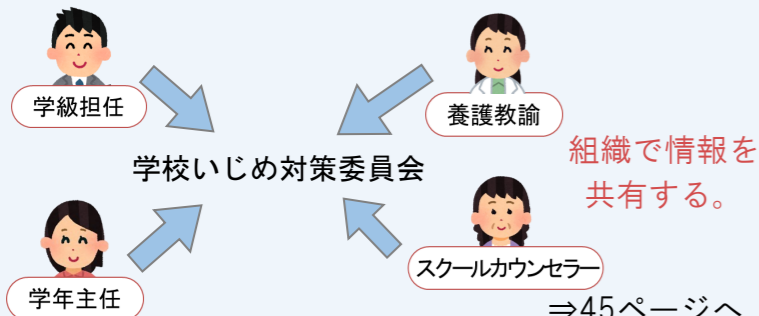 学級担任
養護教諭
学校いじめ対策委員会
組織で情報を
共有する。
学年主任
スクールカウンセラー
⇒45ページへ